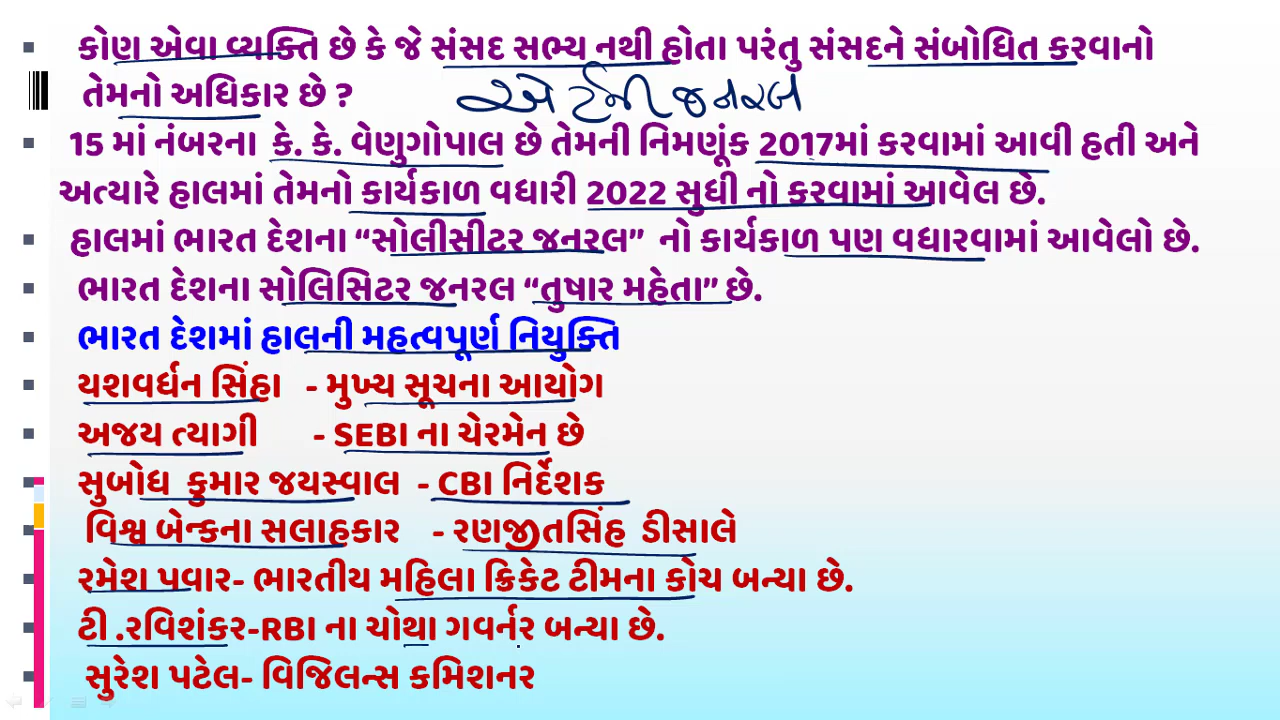 કોણ એવા વ્યક્તિ છે કે જે સંસદ સભ્ય નથી હોતા પરંતુ સંસદને સંબોધિત કરવાનો
તેમનો અધિકાર છે ? એર્ટની જનરલ
15 માં નંબરના કે. કે. વેણુગોપાલ છે તેમની નિમણૂંક 2017માં કરવામાં આવી હતી અને
અત્યારે હાલમાં તેમનો કાર્યકાળ વધારી 2022 સુધી નો કરવામાં આવેલ છે.
હાલમાં ભારત દેશના “સોલીસીટર જનરલ” નો કાર્યકાળ પણ વધારવામાં આવેલો છે.
ભારત દેશના સોલિસિટર જનરલ “તુષાર મહેતા” છે.
ભારત દેશમાં હાલની મહત્વપૂર્ણ નિયુક્તિ
યશવર્ધન સિંહા - મુખ્ય સૂચના આયોગ
અજય ત્યાગી - SEBI ના ચેરમેન છે
સુબોધ કુમાર જયસ્વાલ - CBI નિર્દેશક
વિશ્વ બેન્કના સલાહકાર - રણજીતસિંહ ડીસાલે
રમેશ પવાર- ભારતીય મહિલા ક્રિકેટ ટીમના કોચ બન્યા છે.
ટી .રવિશંકર-RBI ના ચોથા ગવર્નર બન્યા છે.
સુરેશ પટેલ- વિજિલન્સ કમિશનર